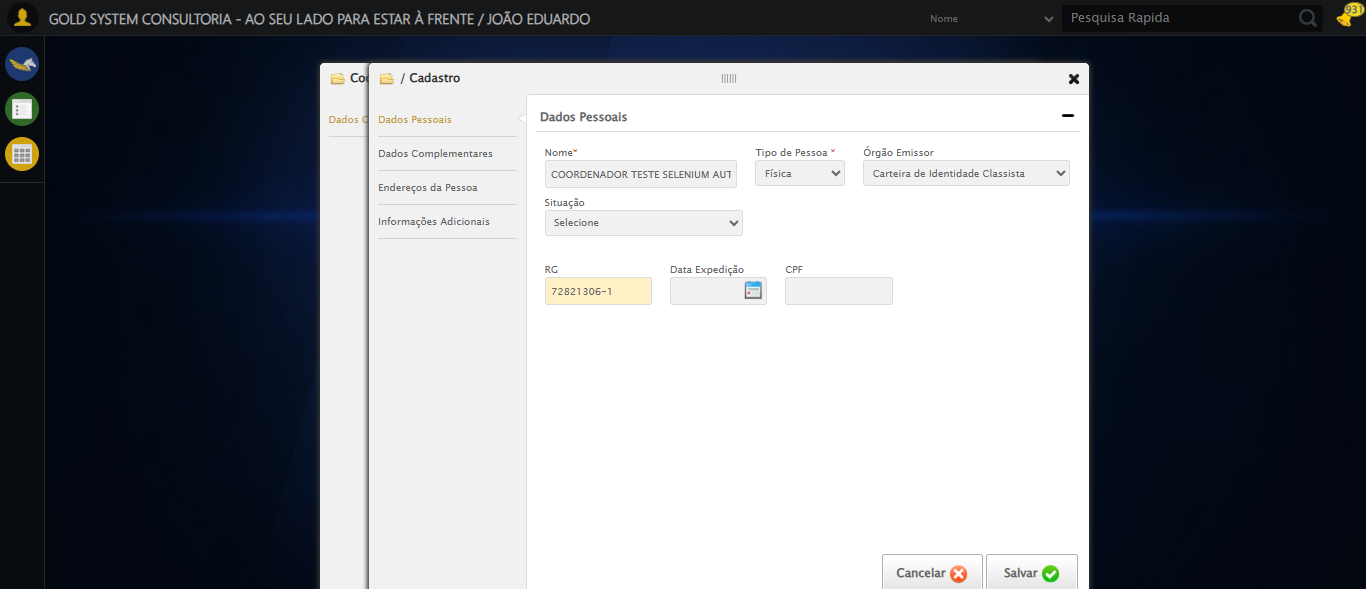 GOLD SYSTEM CONSULTORIA - AO SEU LADO PARA ESTAR À FRENTE / JOÃO EDUARDO
Nome
Pesquisa Rapida
931
Coo
/ Cadastro
Dados C
Dados Pessoais
Dados Complementares
Endereços da Pessoa
Informações Adicionais
Dados Pessoais
Nome*
Tipo de Pessoa *
Órgão Emissor
COORDENADOR TESTE SELENIUM AUT
Física
Carteira de Identidade Classista
Situação
Selecione
RG
Data Expedição
CPF
72821306-1
Cancelar
Salvar